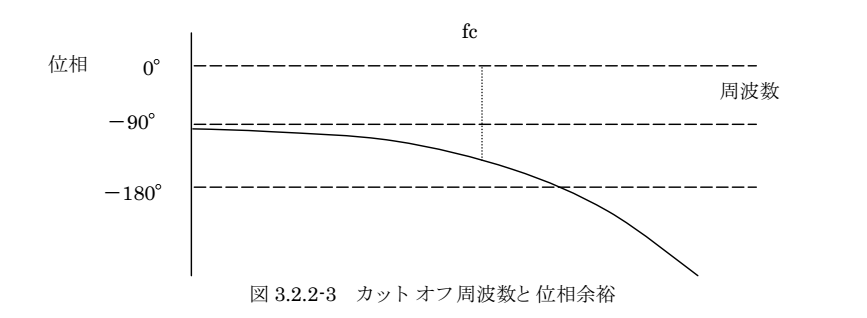 fc
位相 0°
周波数
－90°
－180°
図 3.2.2-3 カットオフ周波数と位相余裕